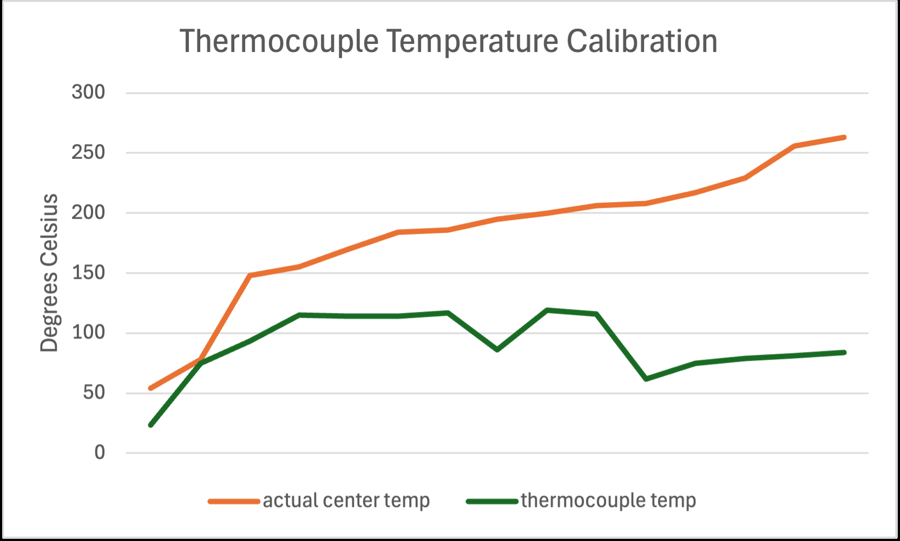 Thermocouple Temperature Calibration
300
250
200
150
100
50
0
Degrees Celsius
actual center temp
thermocouple temp